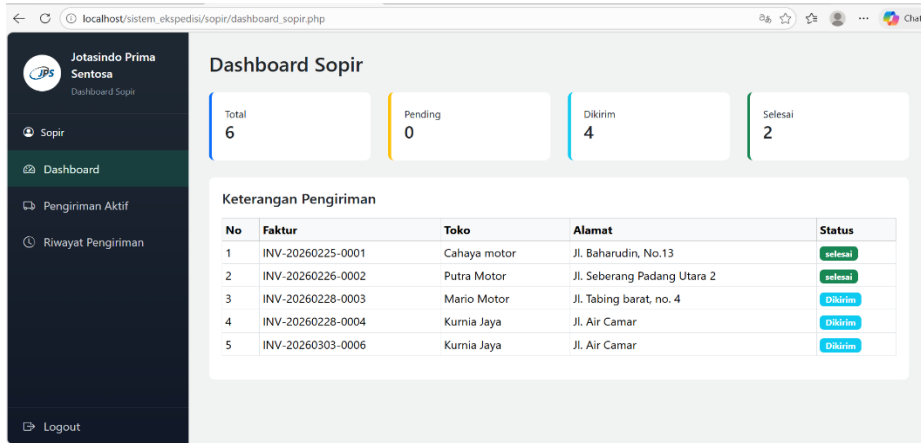 localhost/sistem_ekspedisi/sopir/dashboard_sopir.php
Chat
JPS
Jotasindo Prima
Sentosa
Dashboard Sopir
Sopir
Dashboard
Pengiriman Aktif
Riwayat Pengiriman
Logout
Dashboard Sopir
Total
6
Pending
0
Dikirim
4
Selesai
2
Keterangan Pengiriman
No Faktur Toko Alamat Status
1 INV-20260225-0001 Cahaya motor Jl. Baharudin, No.13 selesai
2 INV-20260226-0002 Putra Motor Jl. Seberang Padang Utara 2 selesai
3 INV-20260228-0003 Mario Motor Jl. Tabing barat, no. 4 Dikirim
4 INV-20260228-0004 Kurnia Jaya Jl. Air Camar Dikirim
5 INV-20260303-0006 Kurnia Jaya Jl. Air Camar Dikirim